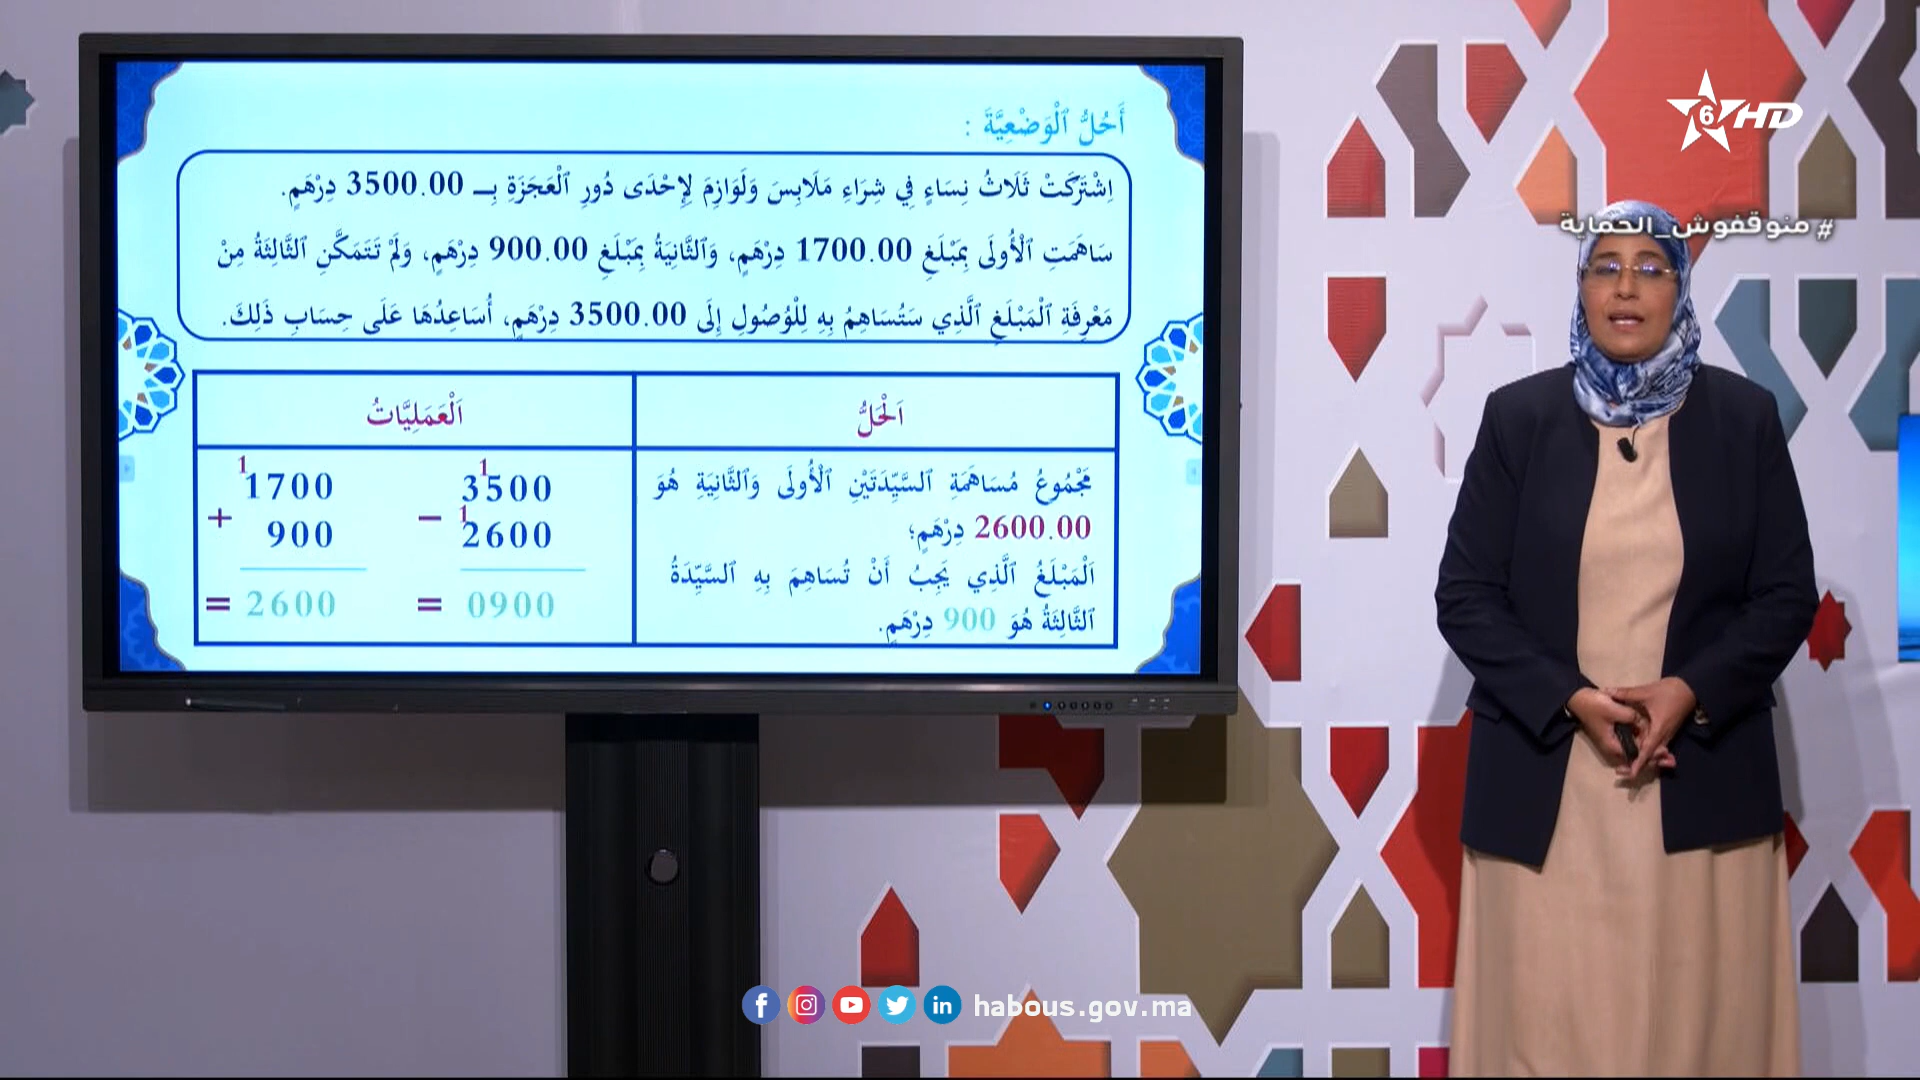 أَحُلُّ ٱلْوَضْعِيَّةَ :
اِشْتَرَكَتْ ثَلَاثُ نِسَاءٍ فِي شِرَاءِ مَلَابِسَ وَلَوَازِمَ لِإِحْدَى دُورِ ٱلْعَجَزَةِ بِـــ 3500.00 دِرْهَمٍ.
سَاهَمَتِ ٱلْأُولَى بِمَبْلَغِ 1700.00 دِرْهَمٍ، وَٱلثَّانِيَةُ بِمَبْلَغِ 900.00 دِرْهَمٍ، وَلَمْ تَتَمَكَّنِ ٱلثَّالِثَةُ مِنْ
مَعْرِفَةِ ٱلْمَبْلَغِ ٱلَّذِي سَتُسَاهِمُ بِهِ لِلْوُصُولِ إِلَى 3500.00 دِرْهَمٍ، أُسَاعِدُهَا عَلَى حِسَابِ ذَلِكَ.
اَلْحَلُّ
مَجْمُوعُ مُسَاهَمَةِ ٱلسَّيِّدَتَيْنِ ٱلْأُولَى وَٱلثَّانِيَةِ هُوَ
2600.00 دِرْهَمٍ؛
اَلْمَبْلَغُ ٱلَّذِي يَجِبُ أَنْ تُسَاهِمَ بِهِ ٱلسَّيِّدَةُ
ٱلثَّالِثَةُ هُوَ 900 دِرْهَمٍ.
اَلْعَمَلِيَّاتُ
1
3500
1
− 2600
= 0900
1
1700
+ 900
= 2600
6 HD
#منوقفوش_الحماية
habous.gov.ma